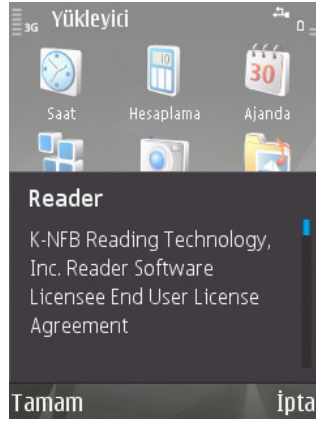 3G Yükleyici
Saat Hesaplama Ajanda
30
Reader
K-NFB Reading Technology,
Inc. Reader Software
Licensee End User License
Agreement
Tamam İpta